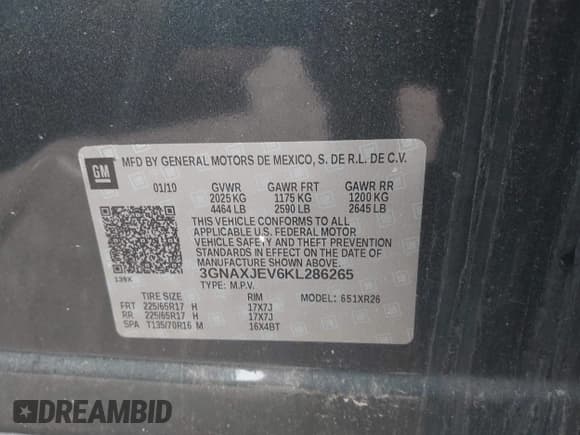 GM
MFD BY GENERAL MOTORS DE MEXICO, S. DE R.L. DE C.V.
01/19 GVWR GAWR FRT GAWR RR
2025 KG 1175 KG 1200 KG
4464 LB 2590 LB 2645 LB
THIS VEHICLE CONFORMS TO ALL
APPLICABLE U.S. FEDERAL MOTOR
VEHICLE SAFETY AND THEFT PREVENTION
STANDARDS IN EFFECT ON THE DATE
OF MANUFACTURE SHOWN ABOVE.
3GNAXJEV6KL286265
TYPE: M.P.V.
139X
TIRE SIZE RIM MODEL: 651XR26
FRT 225/65R17 H 17X7J
RR 225/65R17 H 17X7J
SPA T135/70R16 M 16X4BT
DREAMBID